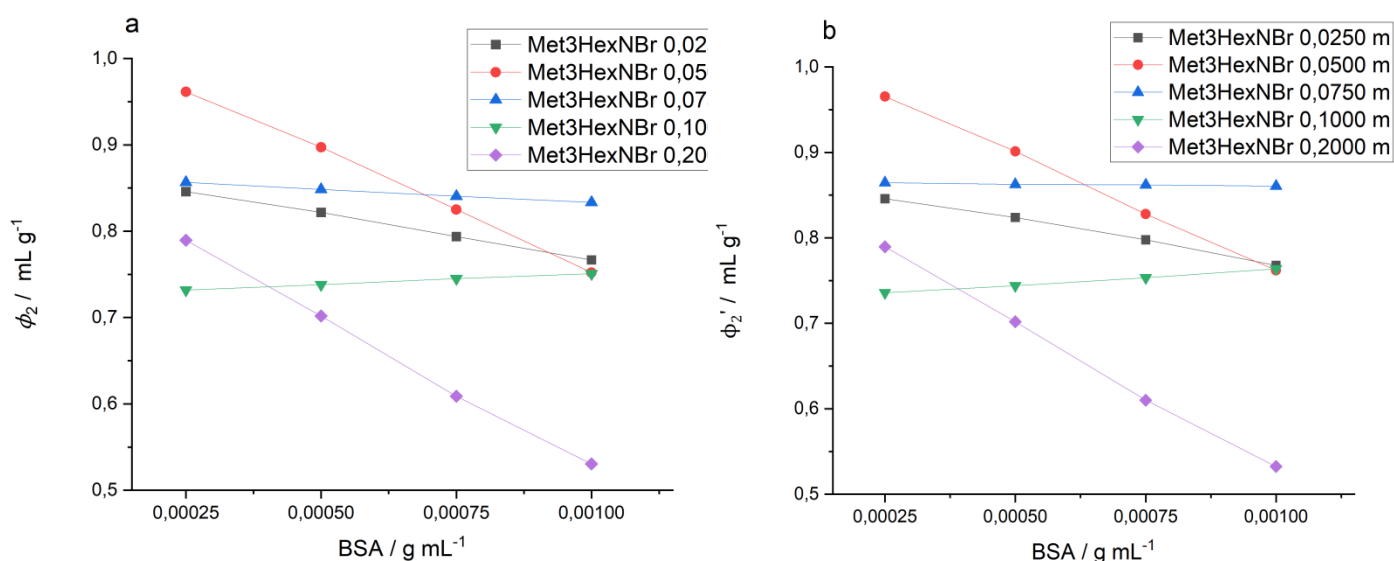 a
Met3HexNBr 0,02
Met3HexNBr 0,05
Met3HexNBr 0,07
Met3HexNBr 0,10
Met3HexNBr 0,20
1,0
0,9
0,8
0,7
0,6
0,5
ϕ₂ / mL g⁻¹
0,00025 0,00050 0,00075 0,00100
BSA / g mL⁻¹
b
Met3HexNBr 0,0250 m
Met3HexNBr 0,0500 m
Met3HexNBr 0,0750 m
Met3HexNBr 0,1000 m
Met3HexNBr 0,2000 m
1,0
0,9
0,8
0,7
0,6
0,5
ϕ₂' / mL g⁻¹
0,00025 0,00050 0,00075 0,00100
BSA / g mL⁻¹